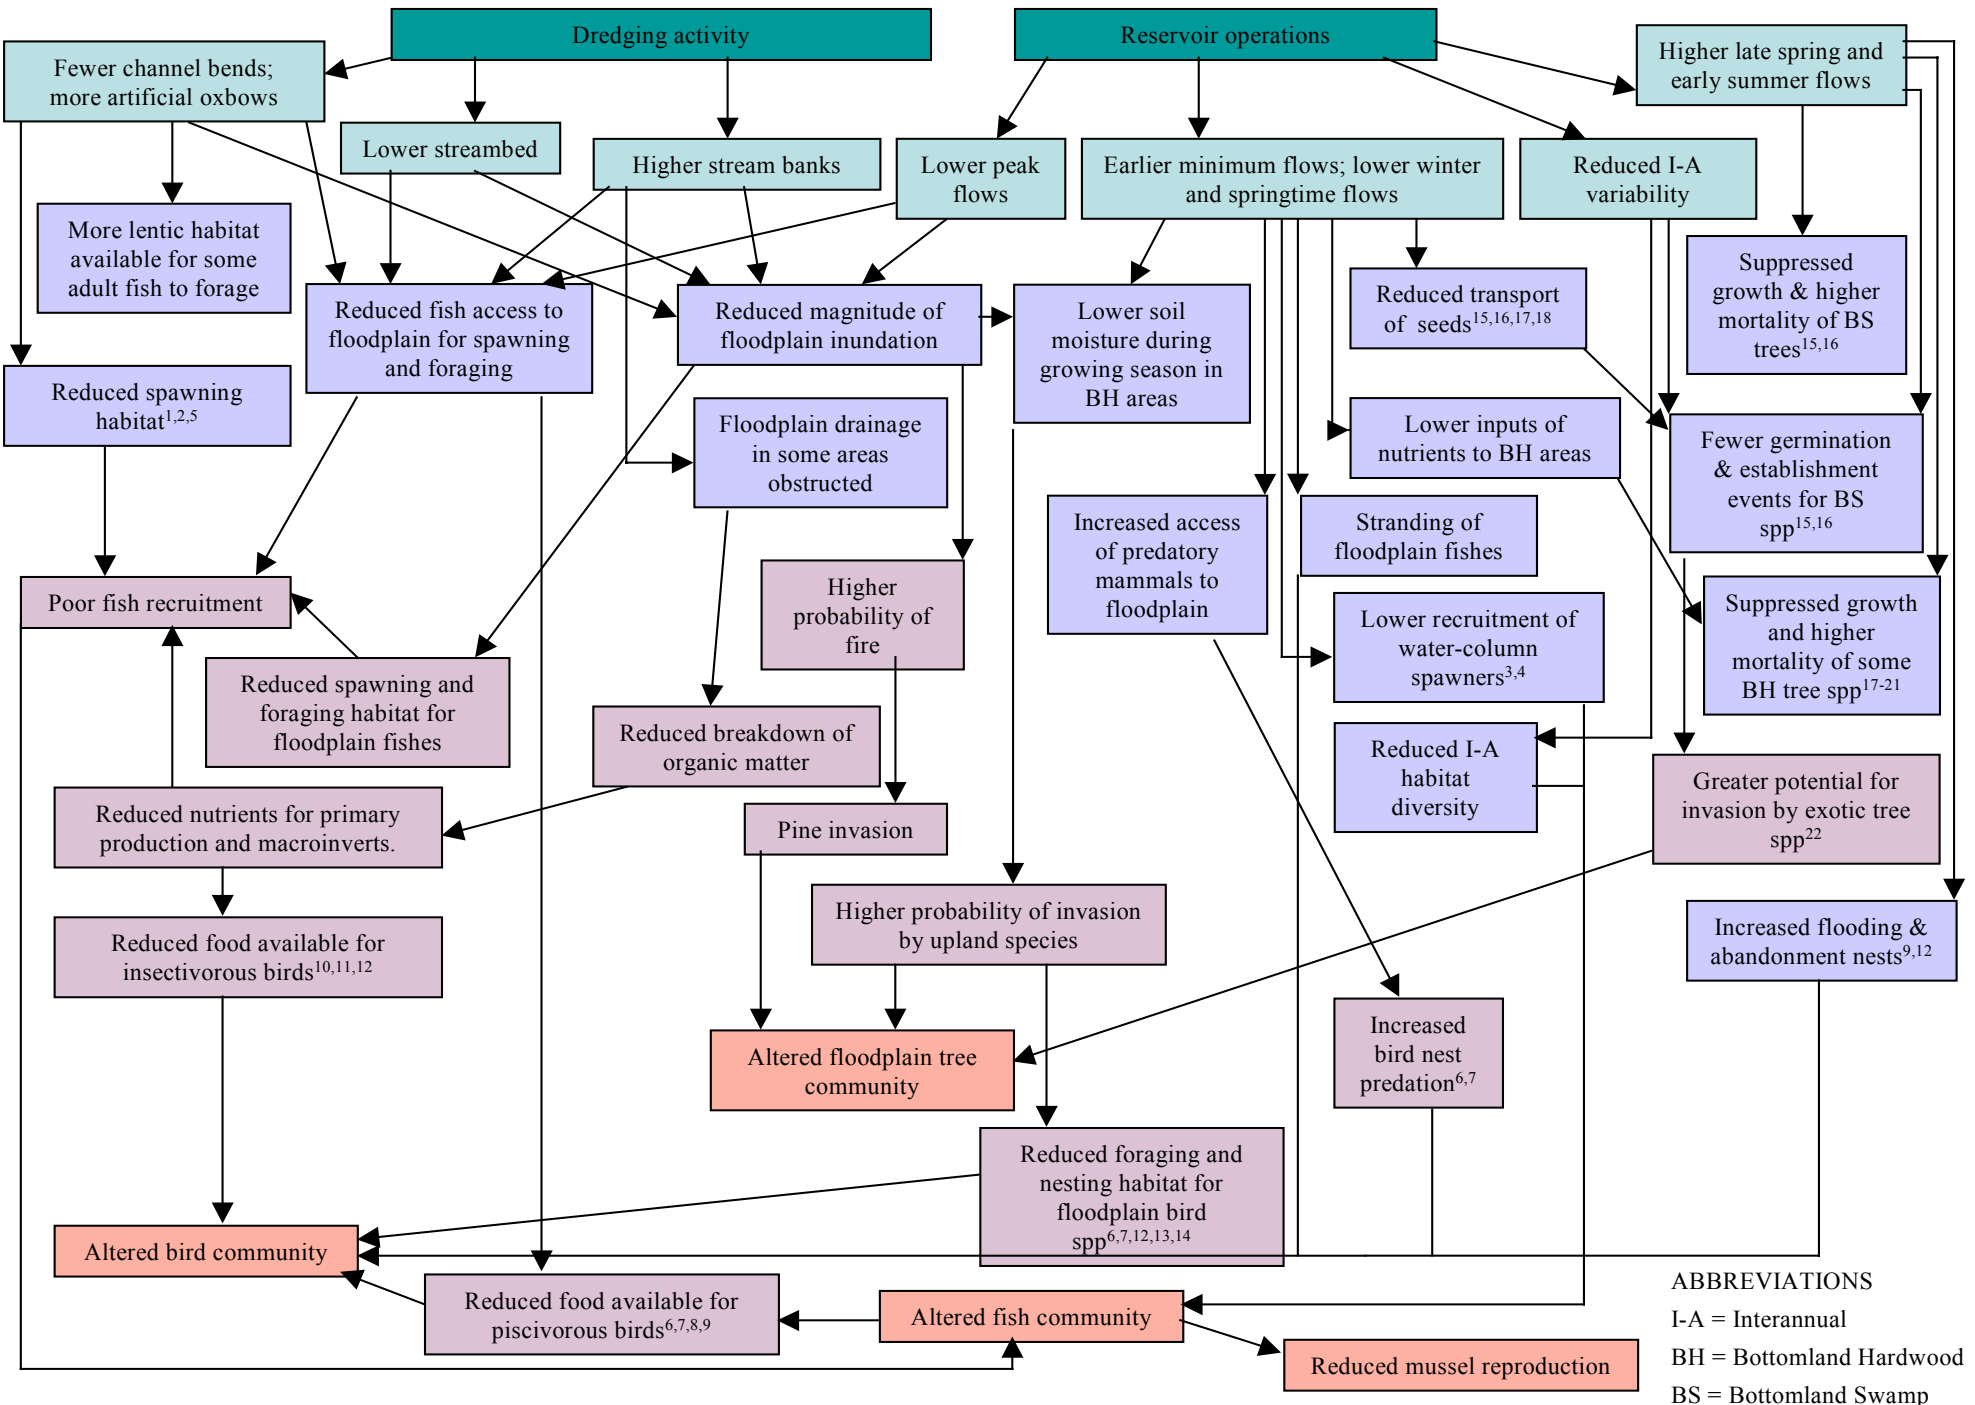 Dredging activity
Reservoir operations
Fewer channel bends;
more artificial oxbows
Higher late spring and
early summer flows
Lower streambed
Higher stream banks
Lower peak
flows
Earlier minimum flows; lower winter
and springtime flows
Reduced I-A
variability
More lentic habitat
available for some
adult fish to forage
Reduced fish access to
floodplain for spawning
and foraging
Reduced magnitude of
floodplain inundation
Lower soil
moisture during
growing season in
BH areas
Reduced transport
of seeds15,16,17,18
Suppressed
growth & higher
mortality of BS
trees15,16
Reduced spawning
habitat1,2,5
Floodplain drainage
in some areas
obstructed
Lower inputs of
nutrients to BH areas
Fewer germination
& establishment
events for BS
spp15,16
Increased access
of predatory
mammals to
floodplain
Stranding of
floodplain fishes
Poor fish recruitment
Higher
probability of
fire
Lower recruitment of
water-column
spawners3,4
Suppressed growth
and higher
mortality of some
BH tree spp17-21
Reduced spawning and
foraging habitat for
floodplain fishes
Reduced breakdown of
organic matter
Reduced I-A
habitat
diversity
Greater potential for
invasion by exotic tree
spp22
Reduced nutrients for primary
production and macroinverts.
Pine invasion
Higher probability of invasion
by upland species
Reduced food available for
insectivorous birds10,11,12
Increased flooding &
abandonment nests9,12
Altered floodplain tree
community
Increased
bird nest
predation6,7
Reduced foraging and
nesting habitat for
floodplain bird
spp6,7,12,13,14
Altered bird community
Reduced food available for
piscivorous birds6,7,8,9
Altered fish community
Reduced mussel reproduction
ABBREVIATIONS
I-A = Interannual
BH = Bottomland Hardwood
BS = Bottomland Swamp